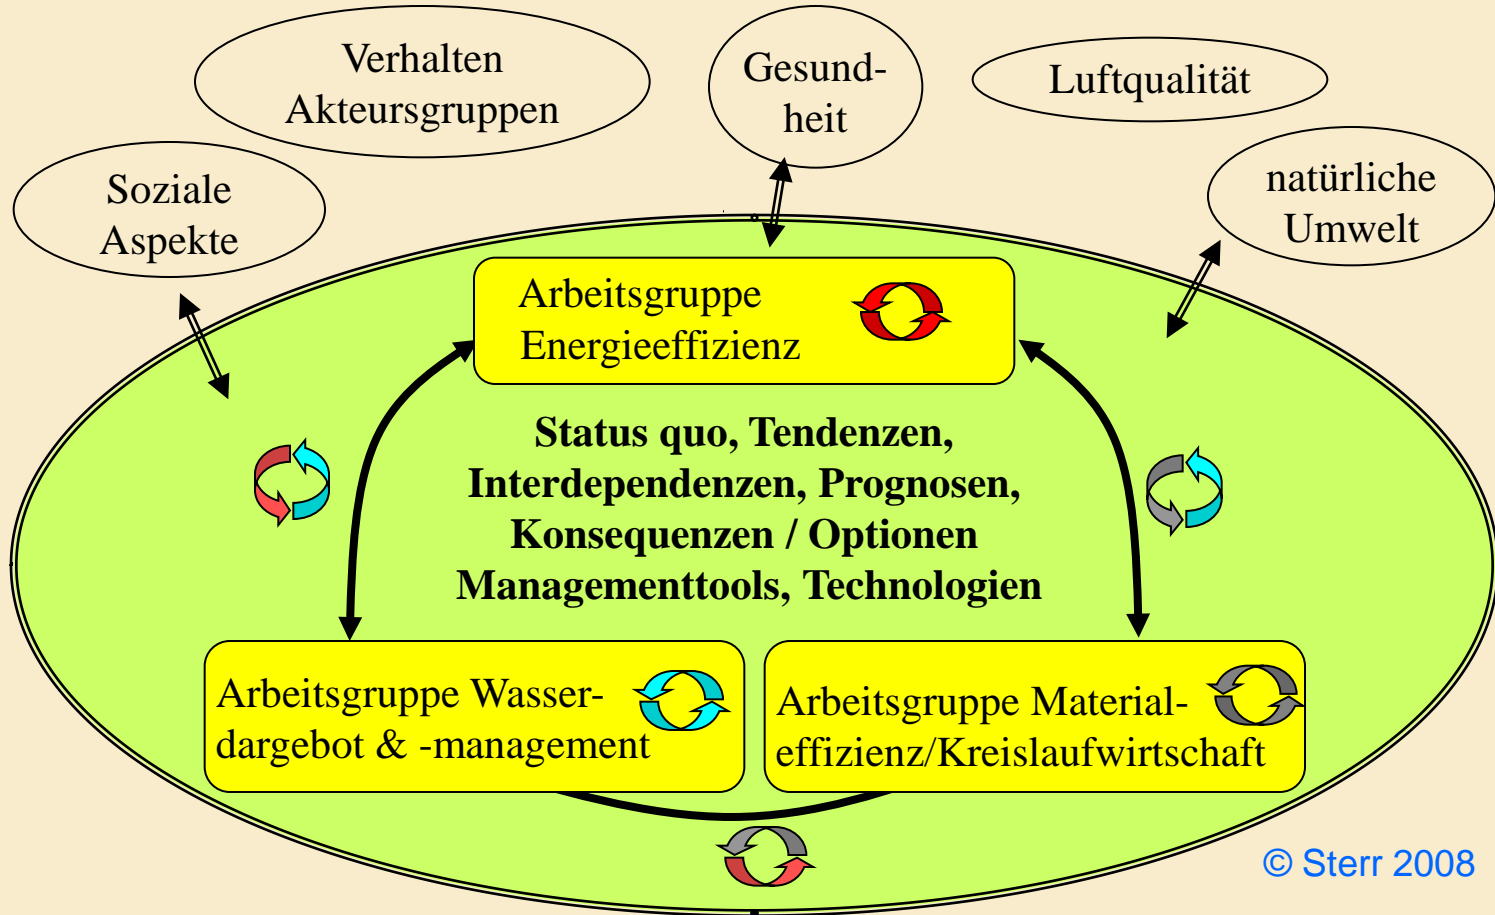 Verhalten
Akteursgruppen
Gesund-
heit
Luftqualität
Soziale
Aspekte
natürliche
Umwelt
Arbeitsgruppe
Energieeffizienz
Status quo, Tendenzen,
Interdependenzen, Prognosen,
Konsequenzen / Optionen
Managementtools, Technologien
Arbeitsgruppe Wasser-
dargebot & -management
Arbeitsgruppe Material-
effizienz/Kreislaufwirtschaft
© Sterr 2008